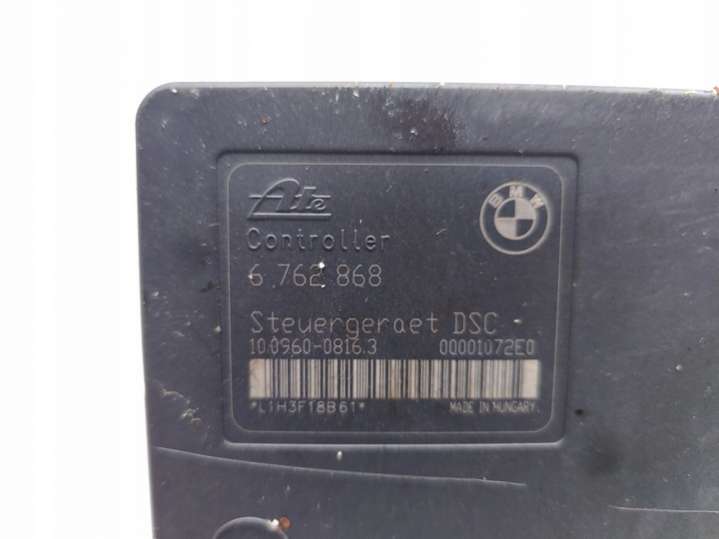 Ate
BMW
Controller
6 762 868
Steuergeraet DSC
10.0960-0816.3 00001072E0
*L1H3F18B61* MADE IN HUNGARY.